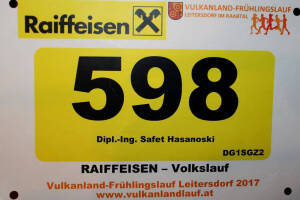 Raiffeisen
VULKANLAND-FRÜHLINGSLAUF
LEITERSDORF IM RAABTAL
598
Dipl.-Ing. Safet Hasanoski
DG1SGZ2
RAIFFEISEN – Volkslauf
Vulkanland-Frühlingslauf Leitersdorf 2017
www.vulkanlandlauf.at